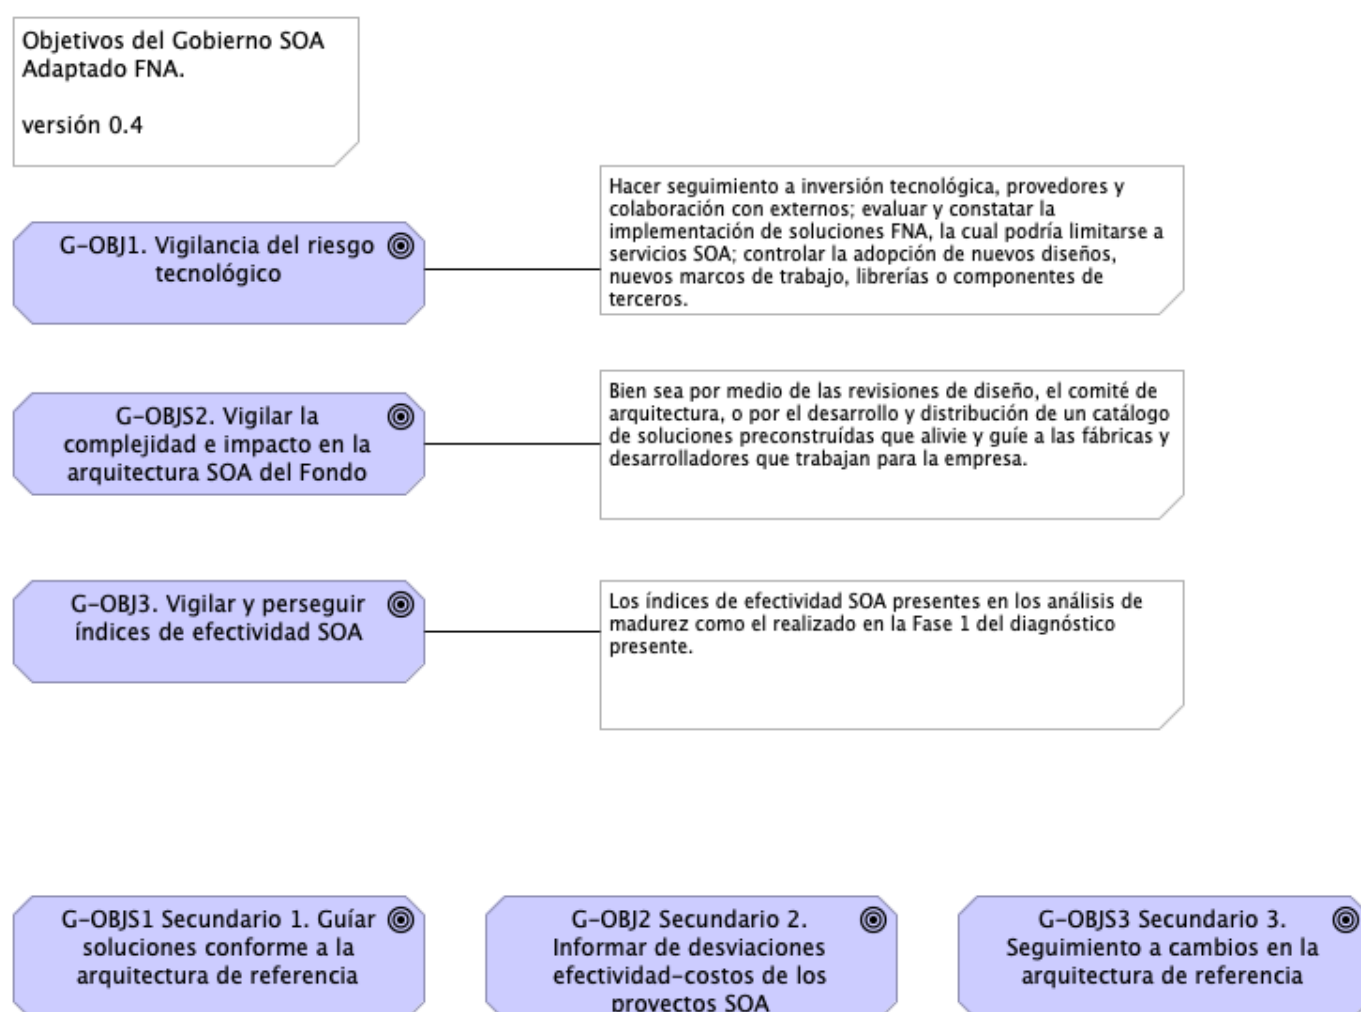 Objetivos del Gobierno SOA
Adaptado FNA.
versión 0.4
G-OBJ1. Vigilancia del riesgo
tecnológico
Hacer seguimiento a inversión tecnológica, provedores y
colaboración con externos; evaluar y constatar la
implementación de soluciones FNA, la cual podría limitarse a
servicios SOA; controlar la adopción de nuevos diseños,
nuevos marcos de trabajo, librerías o componentes de
terceros.
G-OBJS2. Vigilar la
complejidad e impacto en la
arquitectura SOA del Fondo
Bien sea por medio de las revisiones de diseño, el comité de
arquitectura, o por el desarrollo y distribución de un catálogo
de soluciones preconstruídas que alivie y guíe a las fábricas y
desarrolladores que trabajan para la empresa.
G-OBJ3. Vigilar y perseguir
índices de efectividad SOA
Los índices de efectividad SOA presentes en los análisis de
madurez como el realizado en la Fase 1 del diagnóstico
presente.
G-OBJS1 Secundario 1. Guíar
soluciones conforme a la
arquitectura de referencia
G-OBJ2 Secundario 2.
Informar de desviaciones
efectividad-costos de los
proyectos SOA
G-OBJS3 Secundario 3.
Seguimiento a cambios en la
arquitectura de referencia